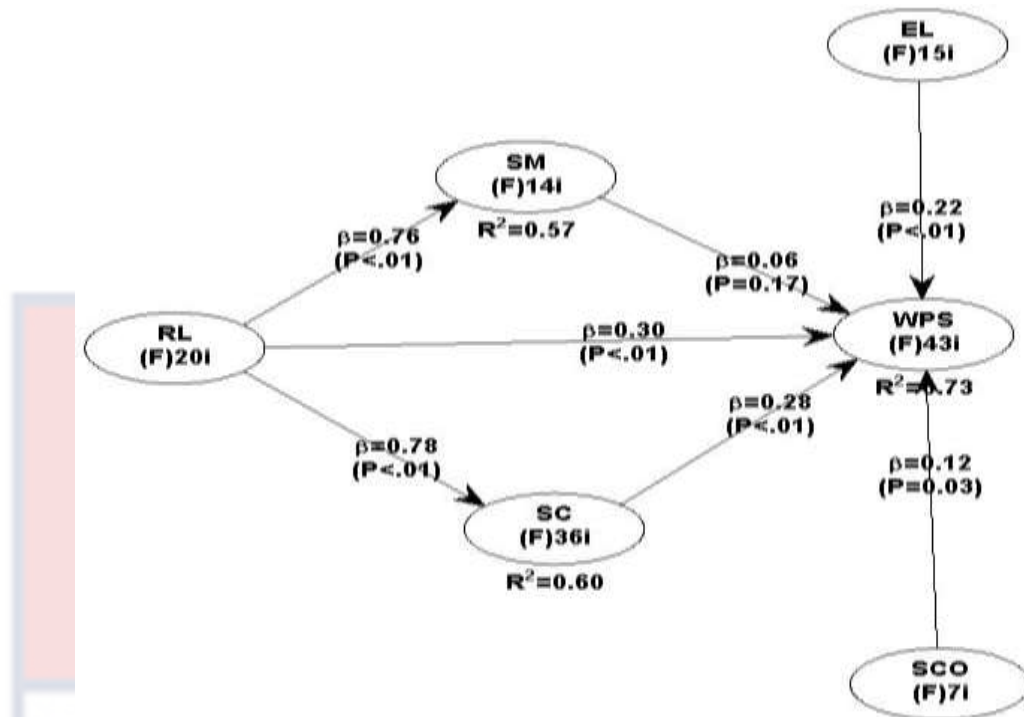 EL
(F)15i
SM
(F)14i
R²=0.57
β=0.76
(P<.01)
β=0.22
(P<.01)
β=0.06
(P=0.17)
RL
(F)20i
β=0.30
(P<.01)
WPS
(F)43i
R²=0.73
β=0.78
(P<.01)
β=0.28
(P<.01)
SC
(F)36i
R²=0.60
β=0.12
(P=0.03)
SCO
(F)7i